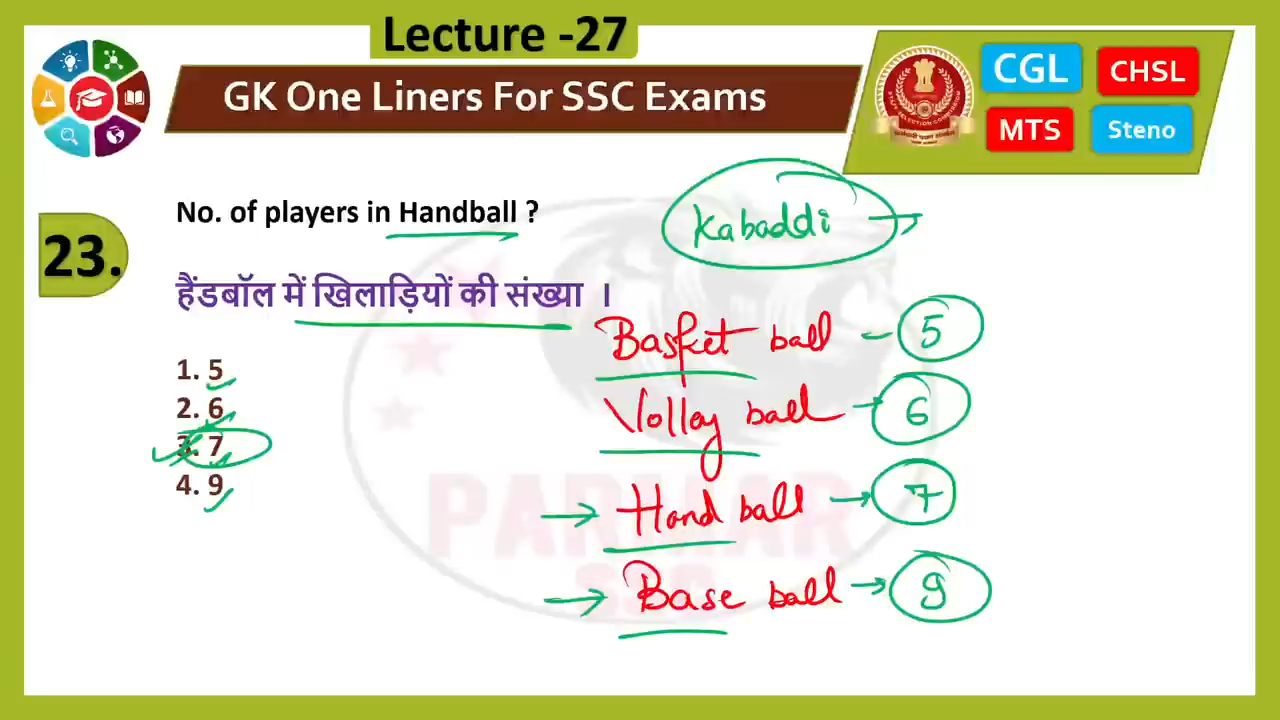 Lecture -27
GK One Liners For SSC Exams
CGL
CHSL
MTS
Steno
23.
No. of players in Handball ?
Kabaddi →
हैंडबॉल में खिलाड़ियों की संख्या ।
1. 5
2. 6
3. 7
4. 9
Basket ball - 5
Volley ball → 6
→ Hand ball → 7
→ Base ball → 9
PARMAR
SSC